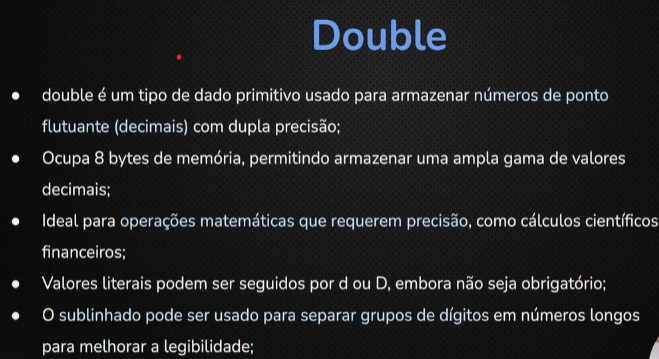 Double
● double é um tipo de dado primitivo usado para armazenar números de ponto
flutuante (decimais) com dupla precisão;
● Ocupa 8 bytes de memória, permitindo armazenar uma ampla gama de valores
decimais;
● Ideal para operações matemáticas que requerem precisão, como cálculos científicos
financeiros;
● Valores literais podem ser seguidos por d ou D, embora não seja obrigatório;
● O sublinhado pode ser usado para separar grupos de dígitos em números longos
para melhorar a legibilidade;